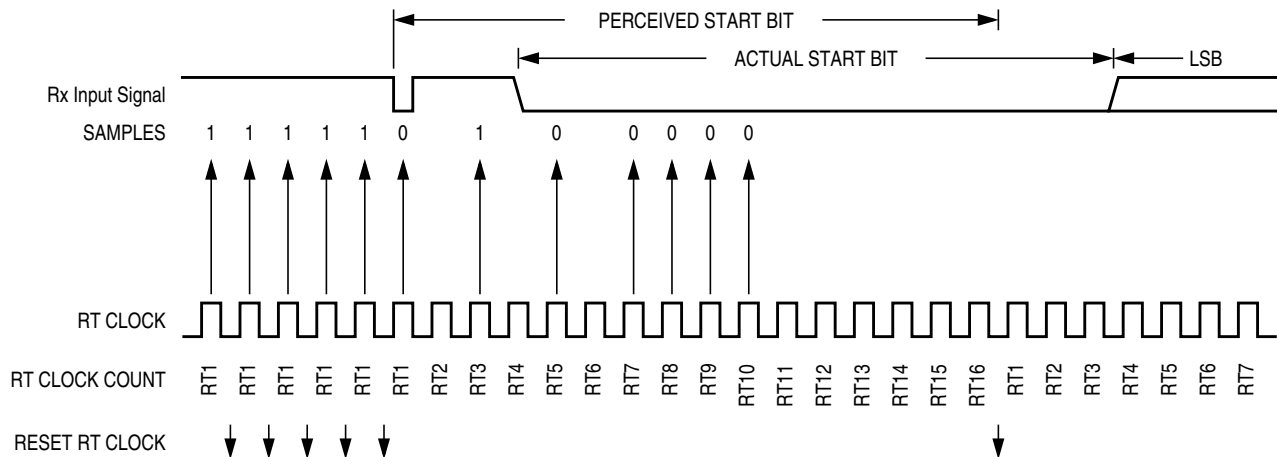 PERCEIVED START BIT
ACTUAL START BIT LSB
Rx Input Signal
SAMPLES 1 1 1 1 1 0 1 0 0 0 0 0
RT CLOCK
RT CLOCK COUNT RT1 RT1 RT1 RT1 RT1 RT1 RT2 RT3 RT4 RT5 RT6 RT7 RT8 RT9 RT10 RT11 RT12 RT13 RT14 RT15 RT16 RT1 RT2 RT3 RT4 RT5 RT6 RT7
RESET RT CLOCK